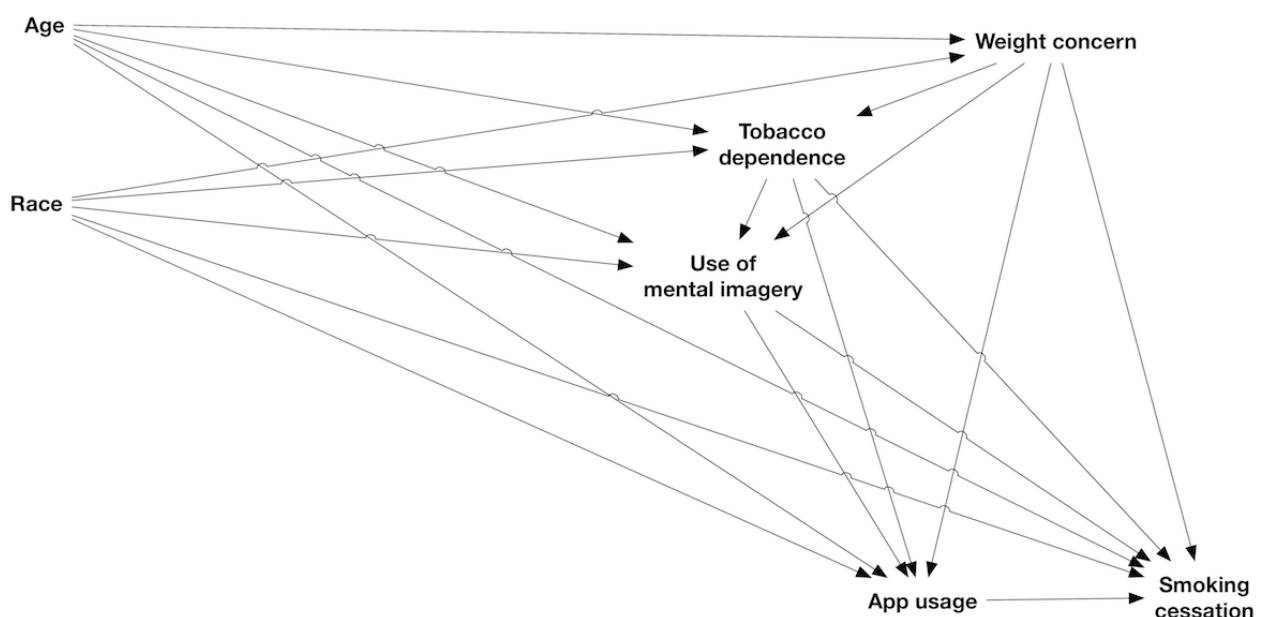 Age
Weight concern
Tobacco
dependence
Race
Use of
mental imagery
App usage
Smoking
cessation